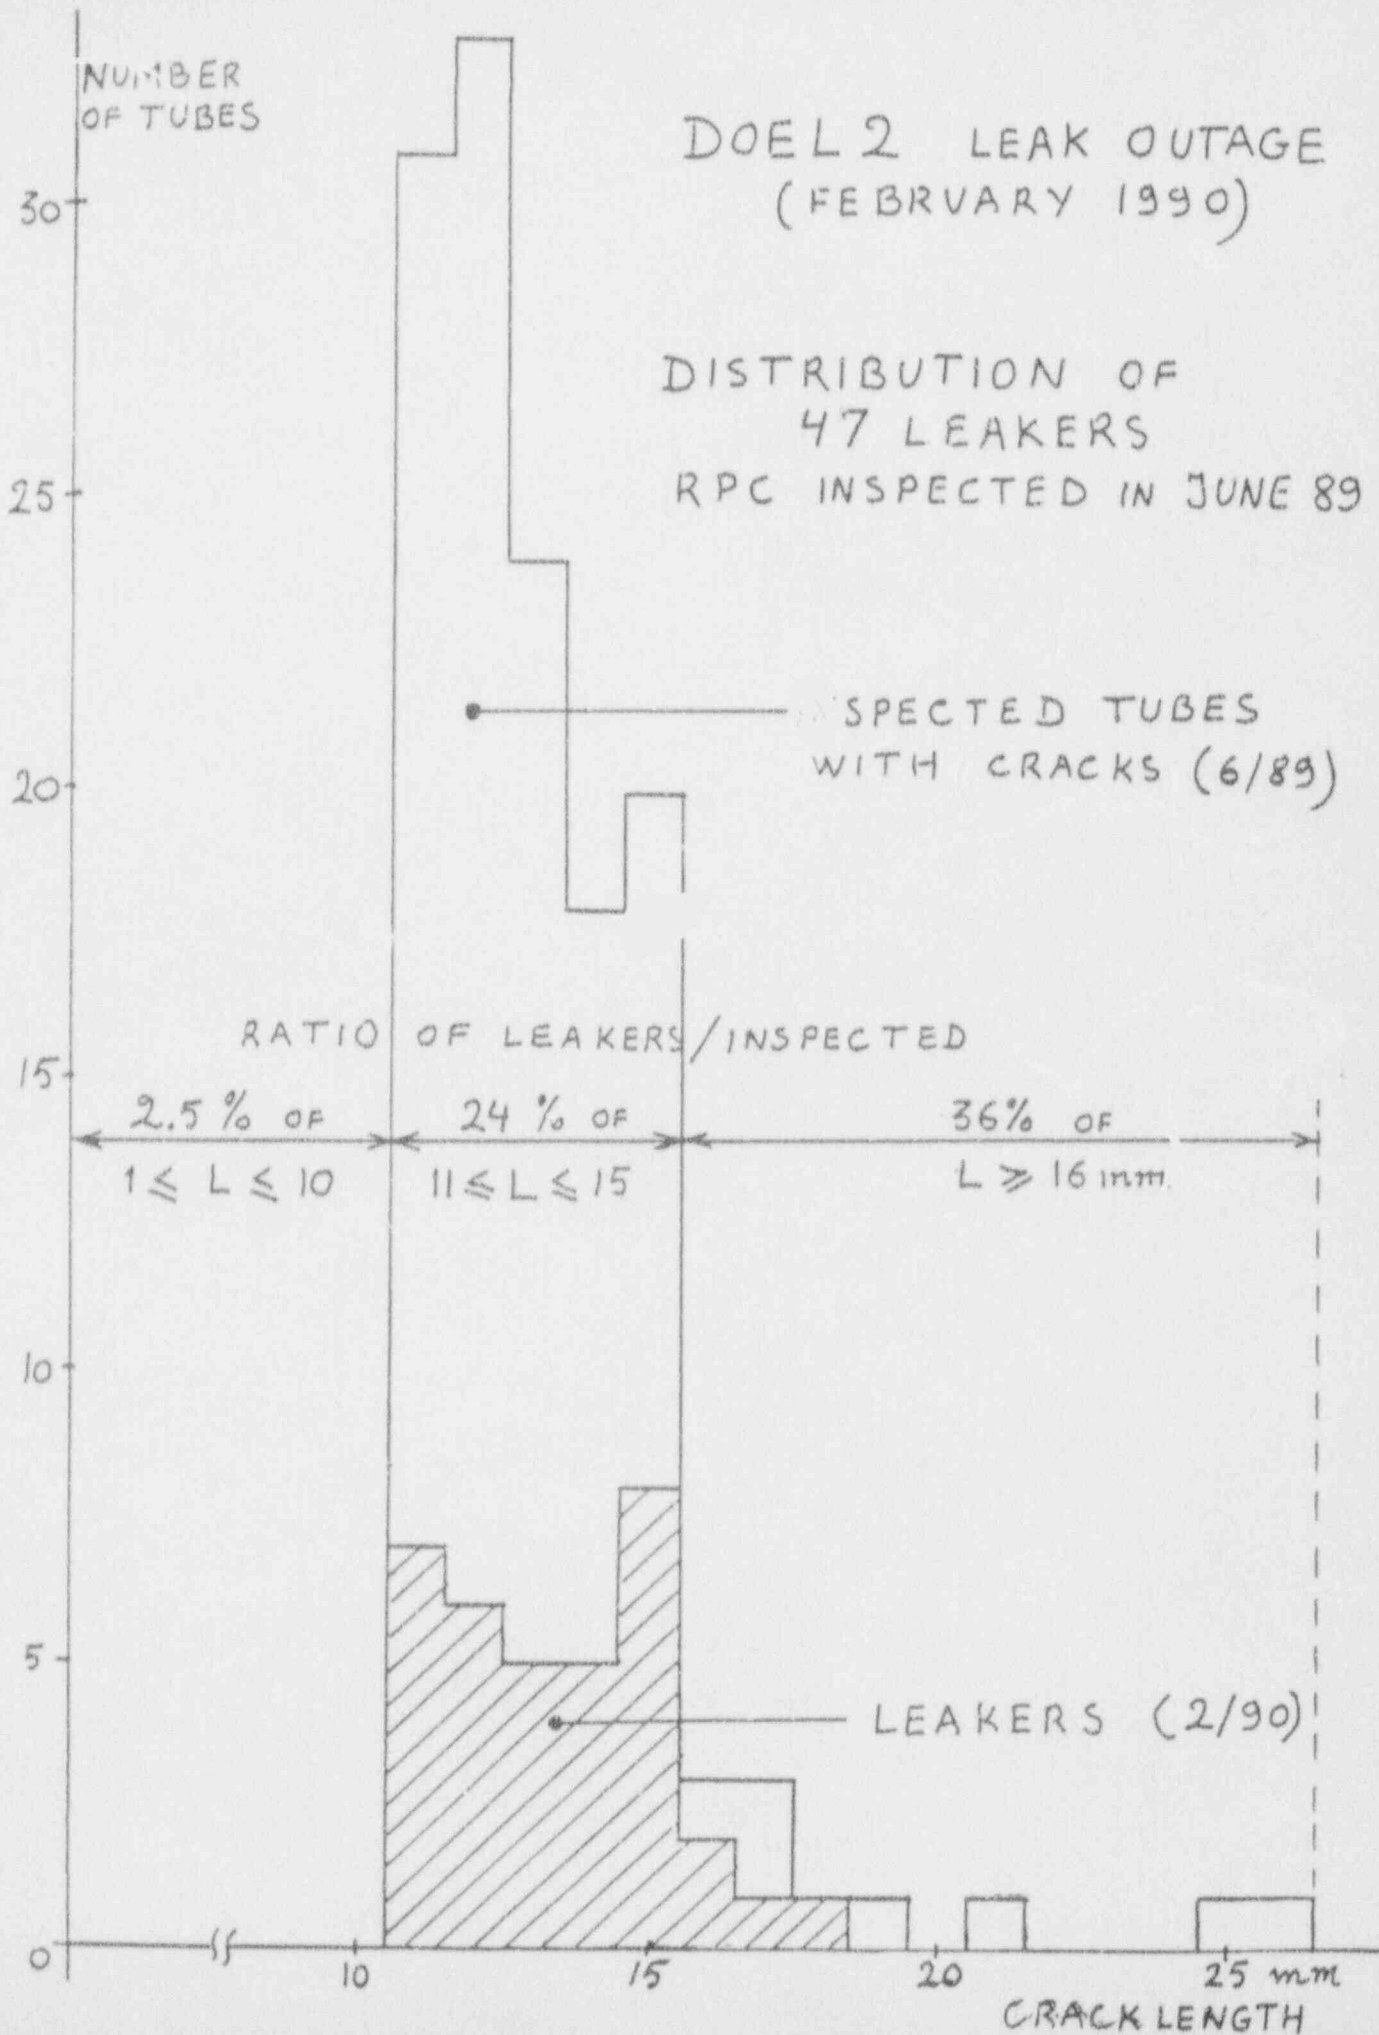 NUMBER
OF TUBES
DOEL 2 LEAK OUTAGE
(FEBRUARY 1990)
30
DISTRIBUTION OF
47 LEAKERS
RPC INSPECTED IN JUNE 89
25
SPECTED TUBES
WITH CRACKS (6/89)
20
RATIO OF LEAKERS/INSPECTED
15
2.5 % OF
24 % OF
36% OF
1 ≤ L ≤ 10
11 ≤ L ≤ 15
L ≥ 16 mm.
10
5
LEAKERS (2/90)
0
10
15
20
25 mm
CRACK LENGTH